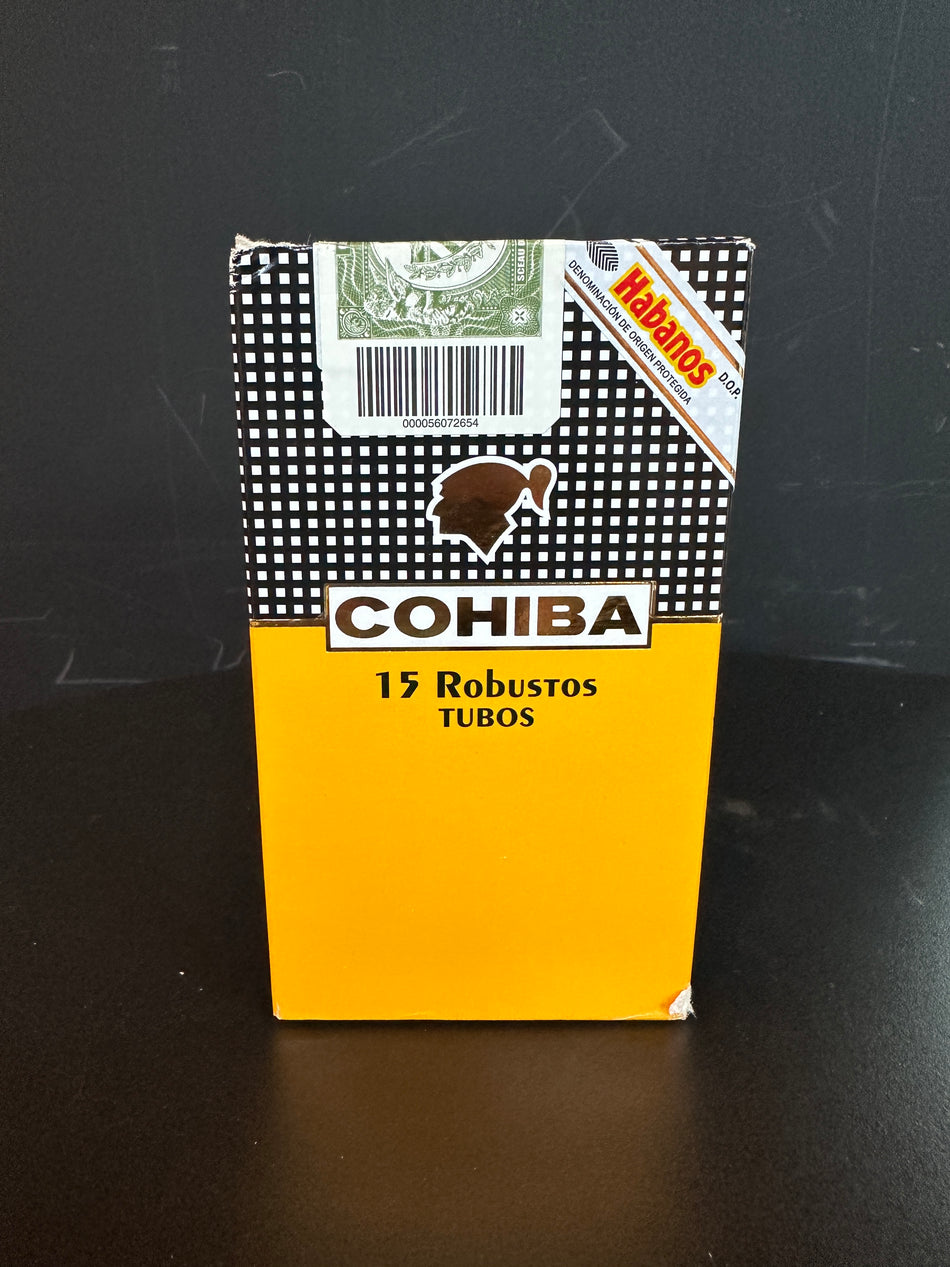 Habanos
DENOMINACIÓN DE ORIGEN PROTEGIDA
D.O.P.
000056072654
COHIBA
15 Robustos
TUBOS